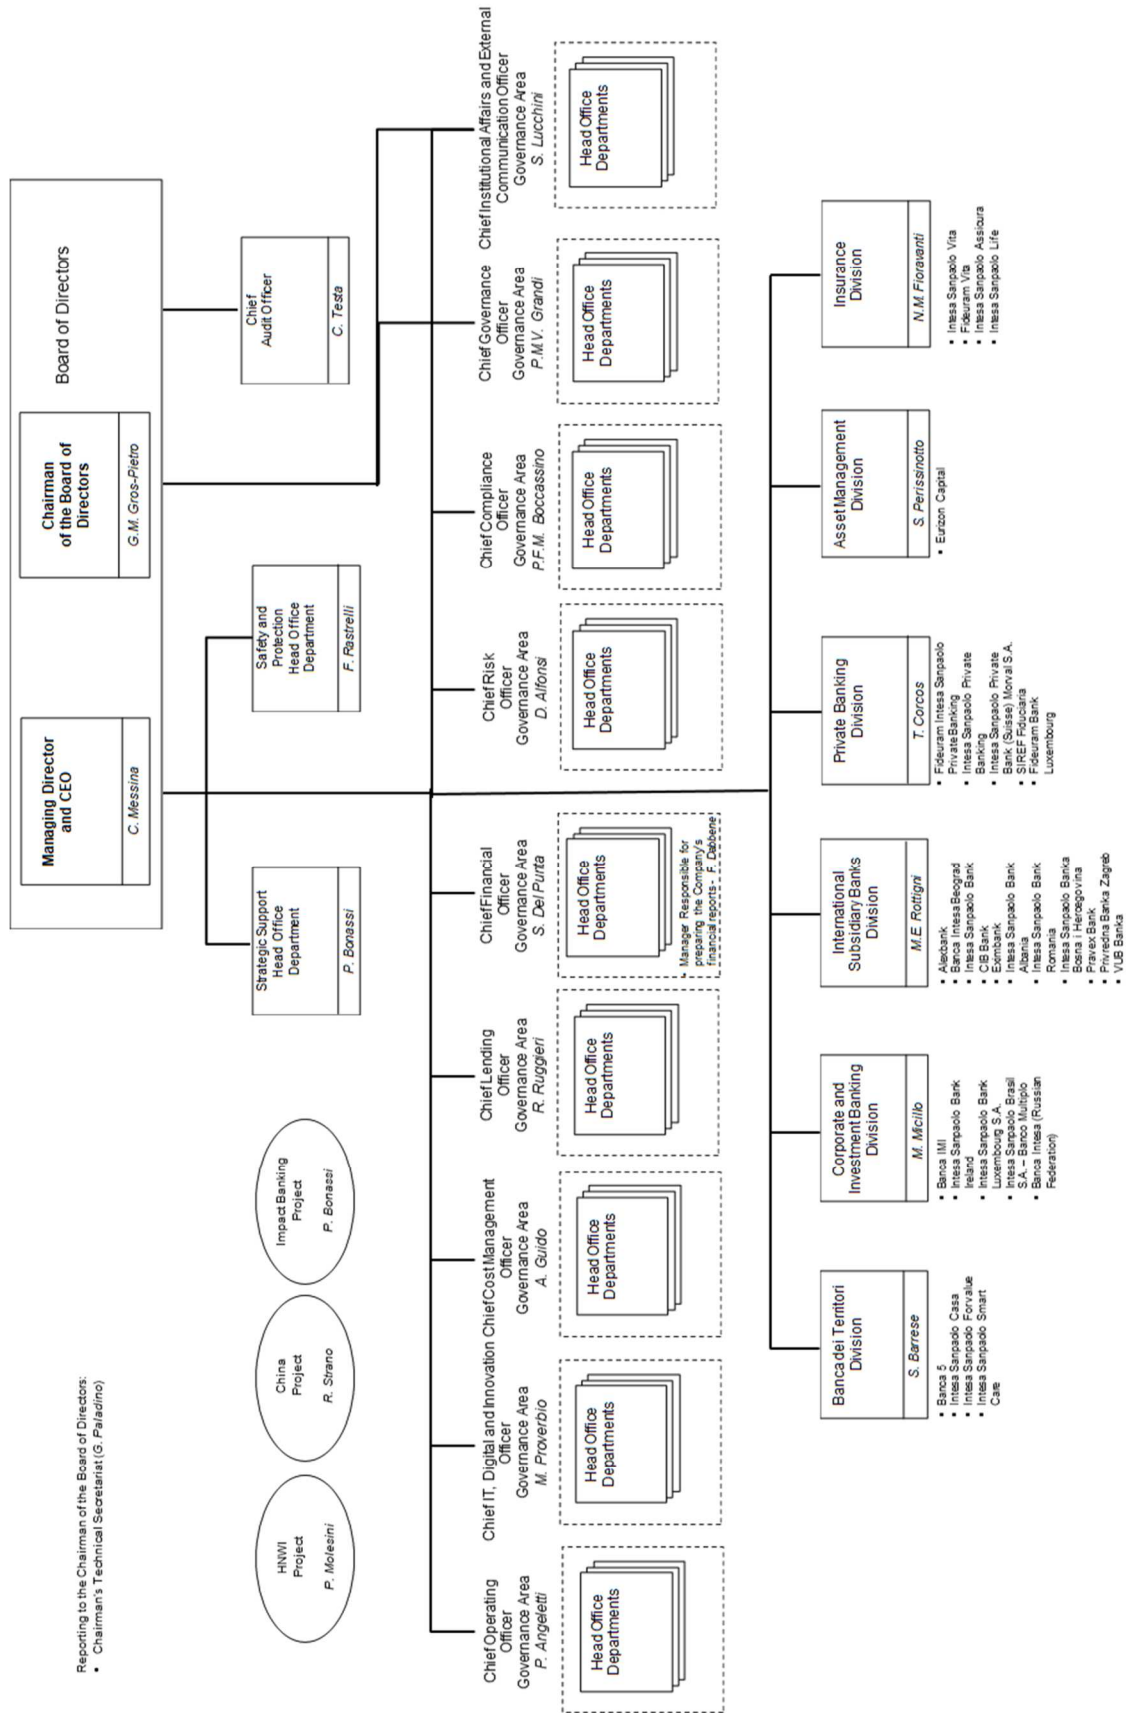 Reporting to the Chairman of the Board of Directors:
▪ Chairman's Technical Secretariat (G. Paladino)
Board of Directors
Managing Director
and CEO
C. Messina
Chairman
of the Board of
Directors
G.M. Gros-Pietro
Strategic Support
Head Office
Department
P. Bonassi
Safety and
Protection
Head Office
Department
F. Rastrelli
Chief
Audit Officer
C. Testa
HNWI
Project
P. Molesini
China
Project
R. Strano
Impact Banking
Project
P. Bonassi
Chief Operating
Officer
Governance Area
P. Angeletti
Head Office
Departments
Chief IT, Digital and Innovation
Officer
Governance Area
M. Proverbio
Head Office
Departments
Chief Cost Management
Officer
Governance Area
A. Guido
Head Office
Departments
Chief Lending
Officer
Governance Area
R. Ruggieri
Head Office
Departments
Chief Financial
Officer
Governance Area
S. Del Punta
Head Office
Departments
▪ Manager Responsible for
preparing the Company's
financial reports - F. Dabbene
Chief Risk
Officer
Governance Area
D. Alfonsi
Head Office
Departments
Chief Compliance
Officer
Governance Area
P.F.M. Boccassino
Head Office
Departments
Chief Governance
Officer
Governance Area
P.M.V. Grandi
Head Office
Departments
Chief Institutional Affairs and External
Communication Officer
Governance Area
S. Lucchini
Head Office
Departments
Banca dei Territori
Division
S. Barrese
▪ Banca 5
▪ Intesa Sanpaolo Casa
▪ Intesa Sanpaolo Forvalue
▪ Intesa Sanpaolo Smart
Care
Corporate and
Investment Banking
Division
M. Micillo
▪ Banca IMI
▪ Intesa Sanpaolo Bank
Ireland
▪ Intesa Sanpaolo Bank
Luxembourg S.A.
▪ Intesa Sanpaolo Brasil
S.A. – Banco Multiplo
▪ Banca Intesa (Russian
Federation)
International
Subsidiary Banks
Division
M.E. Rottigni
▪ Alexbank
▪ Banca Intesa Beograd
▪ Intesa Sanpaolo Bank
▪ CIB Bank
▪ Eximbank
▪ Intesa Sanpaolo Bank
Albania
▪ Intesa Sanpaolo Bank
Romania
▪ Intesa Sanpaolo Banka
Bosna i Hercegovina
▪ Pravex Bank
▪ Privredna Banka Zagreb
▪ VUB Banka
Private Banking
Division
T. Corcos
▪ Fideuram Intesa Sanpaolo
Private Banking
▪ Intesa Sanpaolo Private
Banking
▪ Intesa Sanpaolo Private
Bank (Suisse) Morval S.A.
▪ SIREF Fiduciaria
▪ Fideuram Bank
Luxembourg
Asset Management
Division
S. Perissinotto
▪ Eurizon Capital
Insurance
Division
N.M. Fioravanti
▪ Intesa Sanpaolo Vita
▪ Fideuram Vita
▪ Intesa Sanpaolo Assicura
▪ Intesa Sanpaolo Life